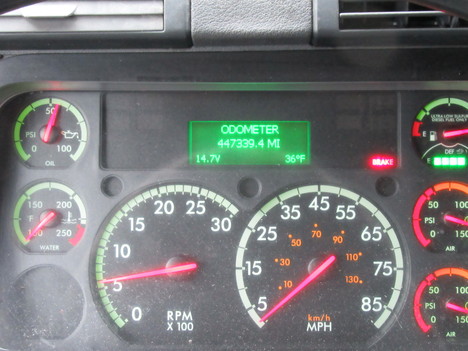 50
PSI
0 100
OIL
ODOMETER
447339.4 MI
14.7V 36°F
BRAKE
ULTRA LOW SULFUR
DIESEL FUEL ONLY
E
DEF
E
150 200
F
100 250
WATER
0 5 10 15 20 25 30
RPM
X 100
5 15 25 35 45 55 65 75 85
10 30 50 70 90 110 130
km/h
MPH
50 100
PSI
0 150
AIR
50 100
PSI
0 150
AIR